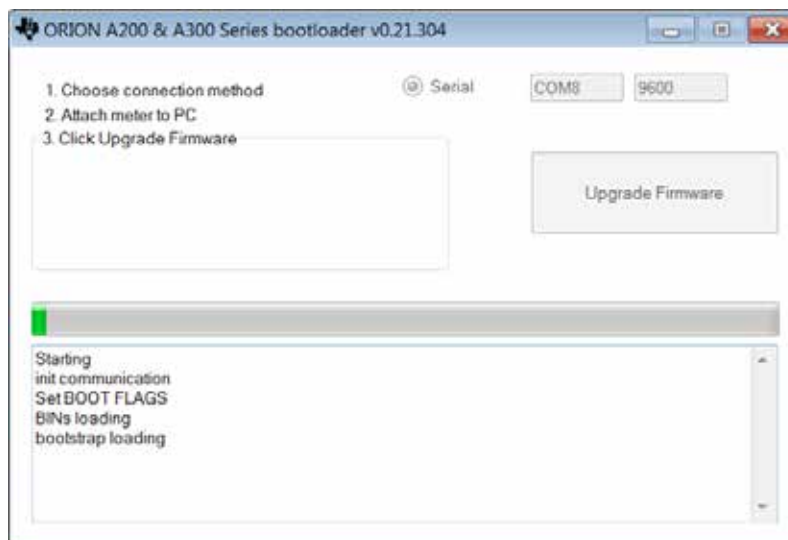 ORION A200 & A300 Series bootloader v0.21.304
1. Choose connection method
Serial
COM8
9600
2. Attach meter to PC
3. Click Upgrade Firmware
Upgrade Firmware
Starting
init communication
Set BOOT FLAGS
BINs loading
bootstrap loading